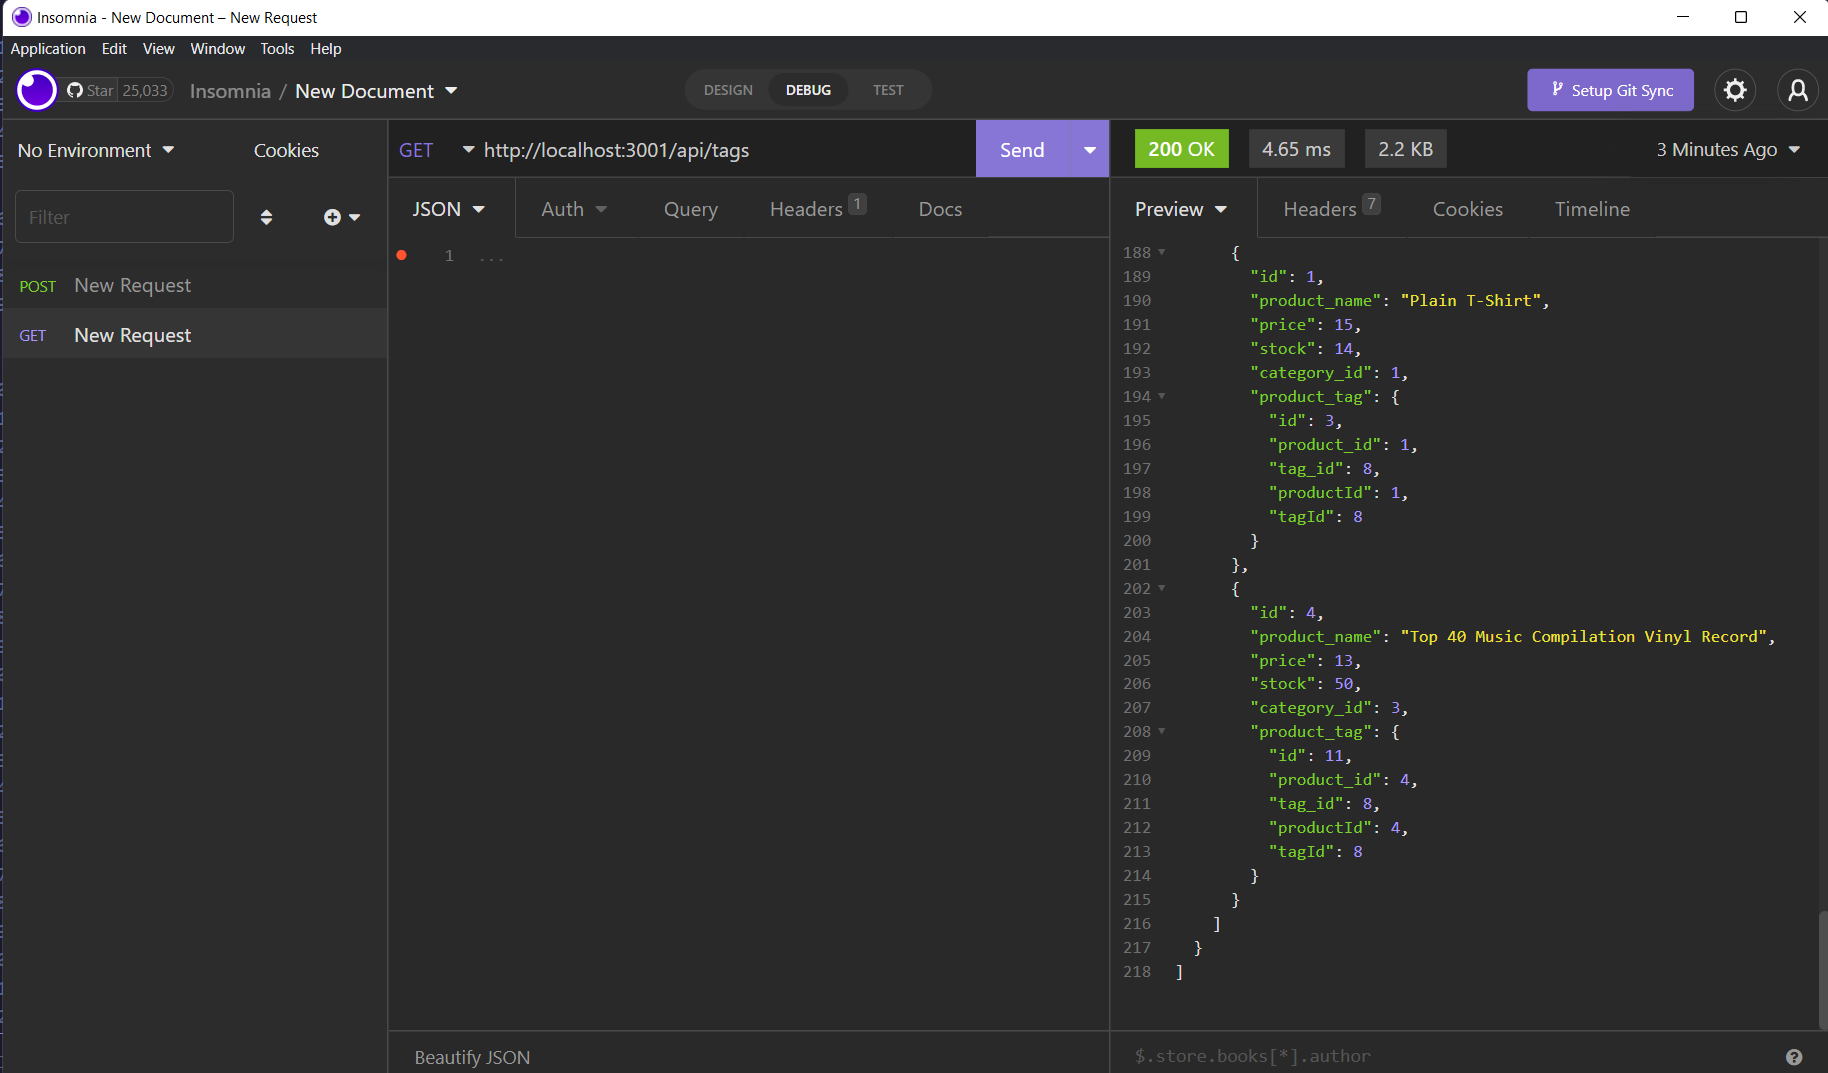 Insomnia - New Document – New Request
Application Edit View Window Tools Help
Star 25,033 Insomnia / New Document DESIGN DEBUG TEST Setup Git Sync
No Environment Cookies GET http://localhost:3001/api/tags Send 200 OK 4.65 ms 2.2 KB 3 Minutes Ago
Filter JSON Auth Query Headers 1 Docs Preview Headers 7 Cookies Timeline
POST New Request
GET New Request
1 ...
188 {
189 "id": 1,
190 "product_name": "Plain T-Shirt",
191 "price": 15,
192 "stock": 14,
193 "category_id": 1,
194 "product_tag": {
195 "id": 3,
196 "product_id": 1,
197 "tag_id": 8,
198 "productId": 1,
199 "tagId": 8
200 }
201 },
202 {
203 "id": 4,
204 "product_name": "Top 40 Music Compilation Vinyl Record",
205 "price": 13,
206 "stock": 50,
207 "category_id": 3,
208 "product_tag": {
209 "id": 11,
210 "product_id": 4,
211 "tag_id": 8,
212 "productId": 4,
213 "tagId": 8
214 }
215 }
216 ]
217 }
218 ]
Beautify JSON $.store.books[*].author ?